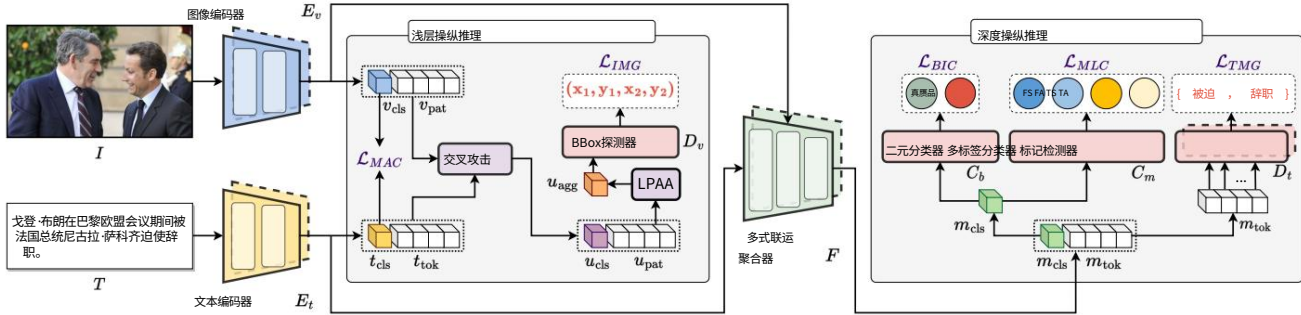 图像编码器
E_v
浅层操纵推理
深度操纵推理
L_IMG
(x₁, y₁, x₂, y₂)
L_BIC
L_MLC
L_TMG
真质品
FS FA TS TA
{ 被迫 , 辞职 }
v_cls
v_pat
BBox探测器
D_v
二元分类器 多标签分类器 标记检测器
C_b
C_m
D_t
...
I
L_MAC
交叉攻击
u_agg
LPAA
戈登·布朗在巴黎欧盟会议期间被
法国总统尼古拉·萨科齐迫使辞
职。
T
t_cls
t_tok
u_cls
u_pat
多式联运
聚合器
F
m_cls
m_tok
m_cls
m_tok
文本编码器
E_t